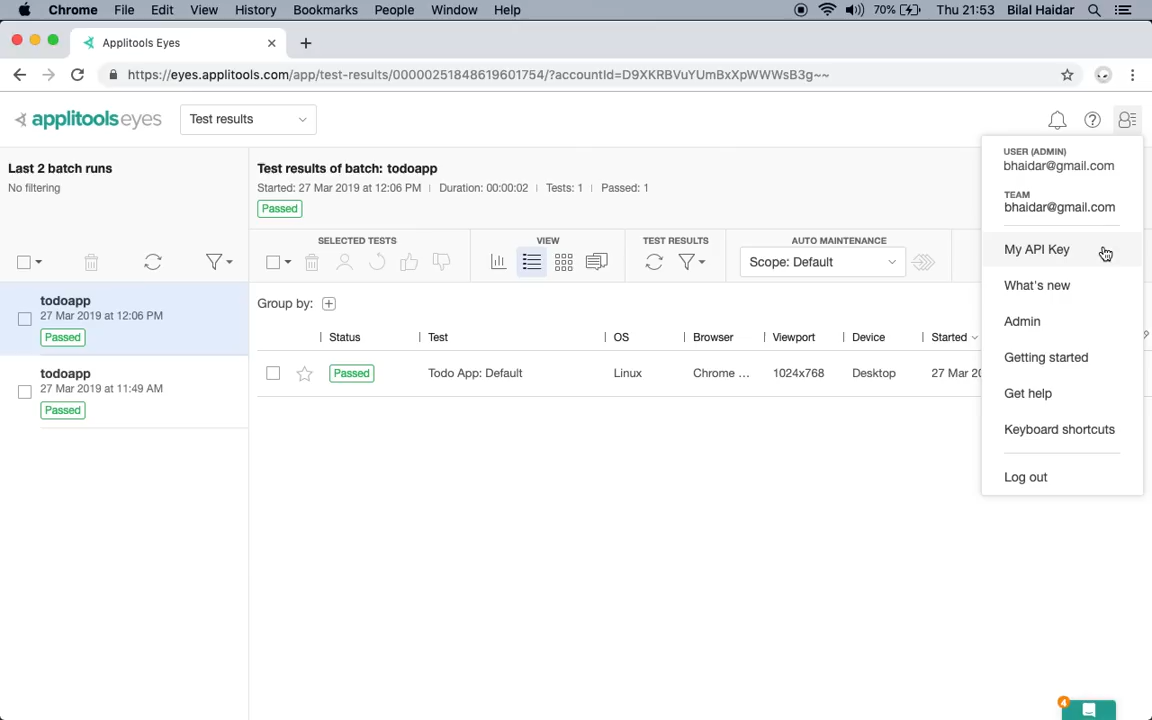 Chrome File Edit View History Bookmarks People Window Help 70% Thu 21:53 Bilal Haidar
Applitools Eyes
https://eyes.applitools.com/app/test-results/00000251848619601754/?accountId=D9XKRBVuYUmBxXpWWWsB3g~~
applitools eyes Test results
USER (ADMIN)
bhaidar@gmail.com
TEAM
bhaidar@gmail.com
My API Key
What's new
Admin
Getting started
Get help
Keyboard shortcuts
Log out
Last 2 batch runs
No filtering
todoapp
27 Mar 2019 at 12:06 PM
Passed
todoapp
27 Mar 2019 at 11:49 AM
Passed
Test results of batch: todoapp
Started: 27 Mar 2019 at 12:06 PM Duration: 00:00:02 Tests: 1 Passed: 1
Passed
SELECTED TESTS VIEW TEST RESULTS AUTO MAINTENANCE
Scope: Default
Group by:
Status Test OS Browser Viewport Device Started
Passed Todo App: Default Linux Chrome ... 1024x768 Desktop 27 Mar 20
4